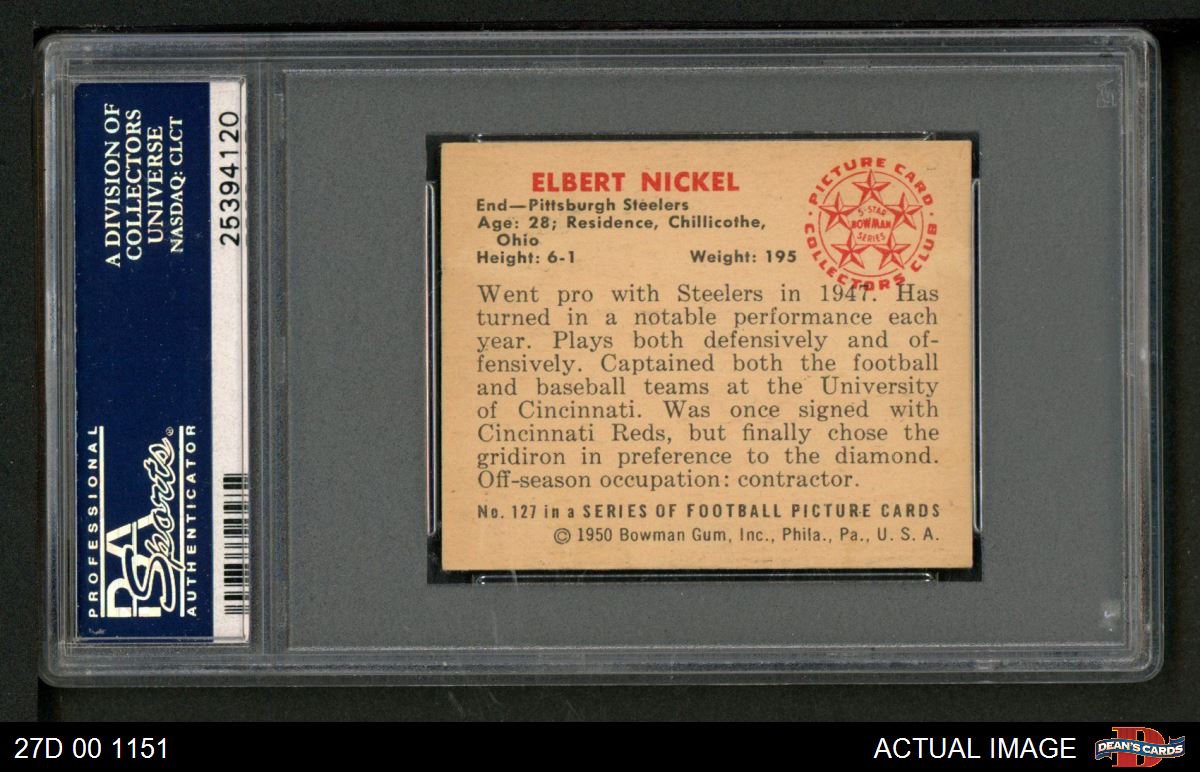 A DIVISION OF
COLLECTORS
UNIVERSE
NASDAQ: CLCT
25394120
PROFESSIONAL
PSA
Sports®
AUTHENTICATOR
ELBERT NICKEL
End—Pittsburgh Steelers
Age: 28; Residence, Chillicothe,
Ohio
Height: 6-1 Weight: 195
PICTURE CARD
COLLECTORS CLUB
5-STAR
BOWMAN
SERIES
Went pro with Steelers in 1947. Has
turned in a notable performance each
year. Plays both defensively and of-
fensively. Captained both the football
and baseball teams at the University
of Cincinnati. Was once signed with
Cincinnati Reds, but finally chose the
gridiron in preference to the diamond.
Off-season occupation: contractor.
No. 127 in a SERIES OF FOOTBALL PICTURE CARDS
© 1950 Bowman Gum, Inc., Phila., Pa., U. S. A.
27D 00 1151
ACTUAL IMAGE
DEAN'S CARDS